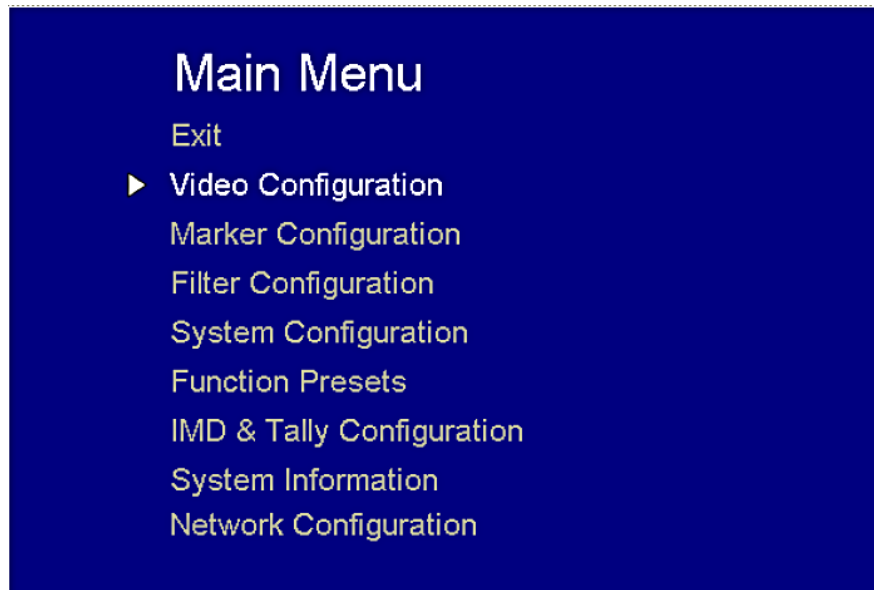 Main Menu
Exit
Video Configuration
Marker Configuration
Filter Configuration
System Configuration
Function Presets
IMD & Tally Configuration
System Information
Network Configuration